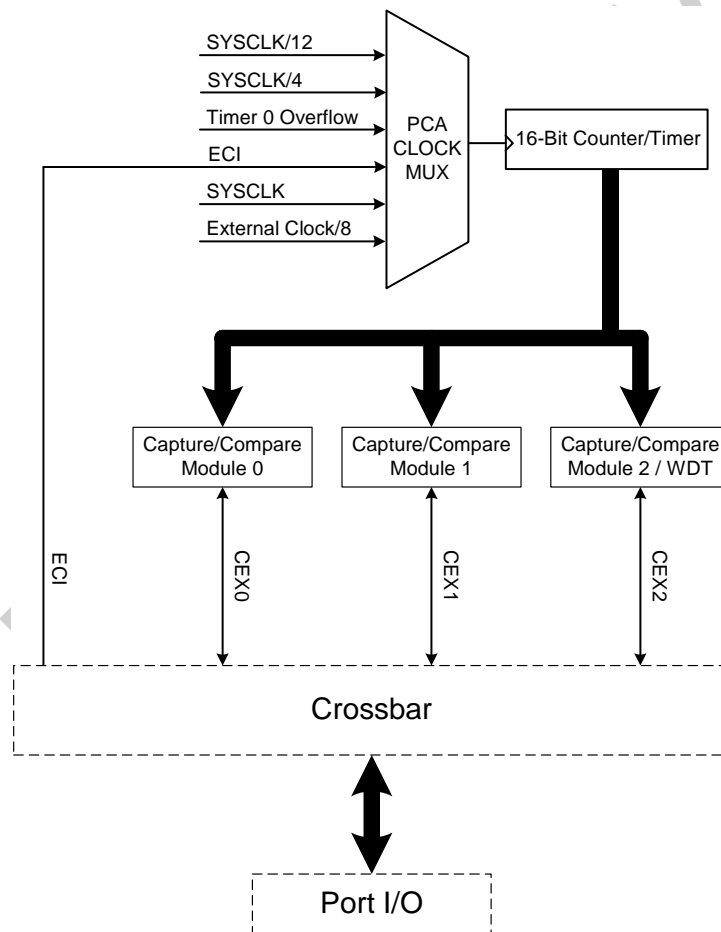 SYSCLK/12
SYSCLK/4
Timer 0 Overflow
ECI
SYSCLK
External Clock/8
PCA
CLOCK
MUX
16-Bit Counter/Timer
Capture/Compare
Module 0
Capture/Compare
Module 1
Capture/Compare
Module 2 / WDT
ECI
CEX0
CEX1
CEX2
Crossbar
Port I/O